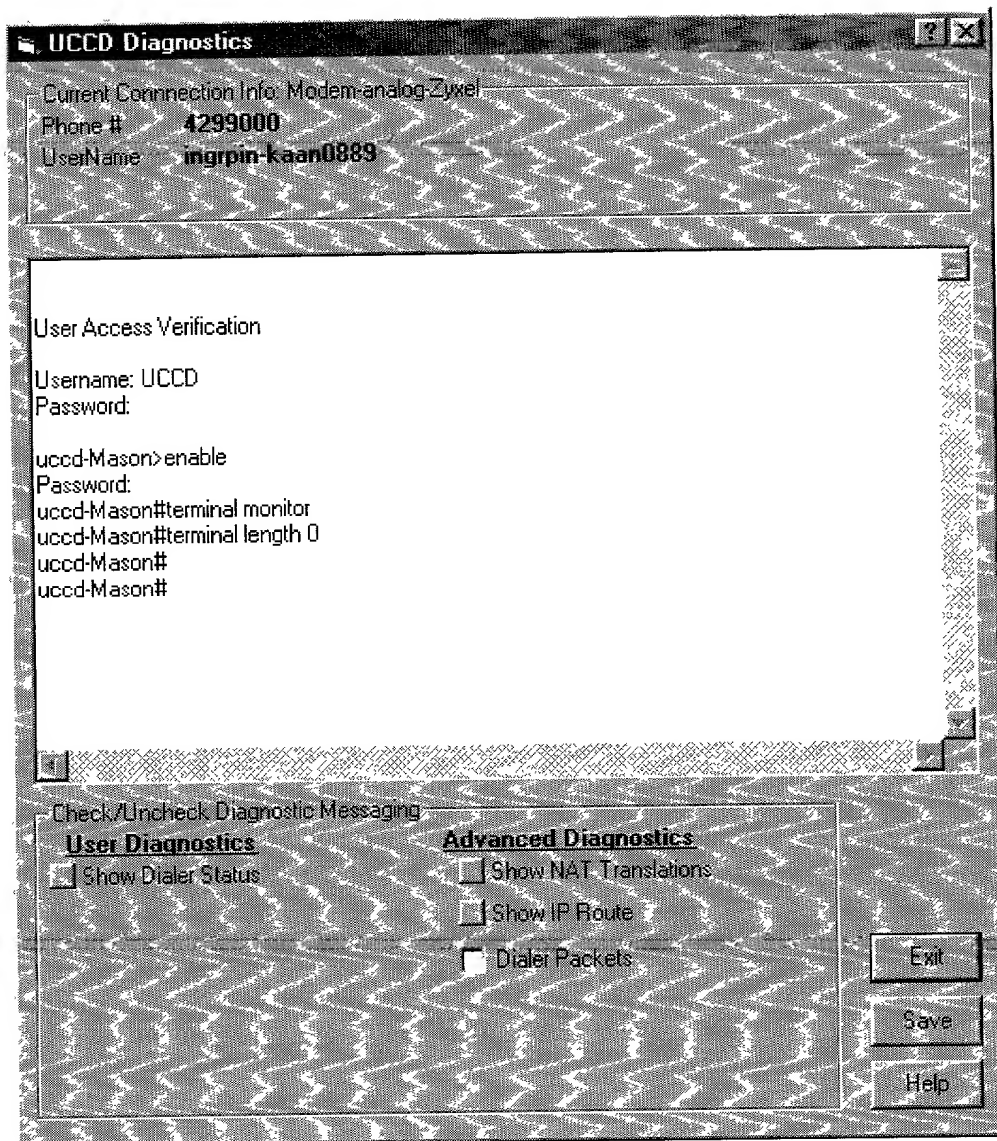 UCCD Diagnostics
Current Connnection Info: Modem-analog-Zyxel
Phone # 4299000
UserName ingrpin-kaan0889
User Access Verification
Username: UCCD
Password:
uccd-Mason>enable
Password:
uccd-Mason#terminal monitor
uccd-Mason#terminal length 0
uccd-Mason#
uccd-Mason#
Check/Uncheck Diagnostic Messaging
User Diagnostics
Show Dialer Status
Advanced Diagnostics
Show NAT Translations
Show IP Route
Dialer Packets
Exit
Save
Help